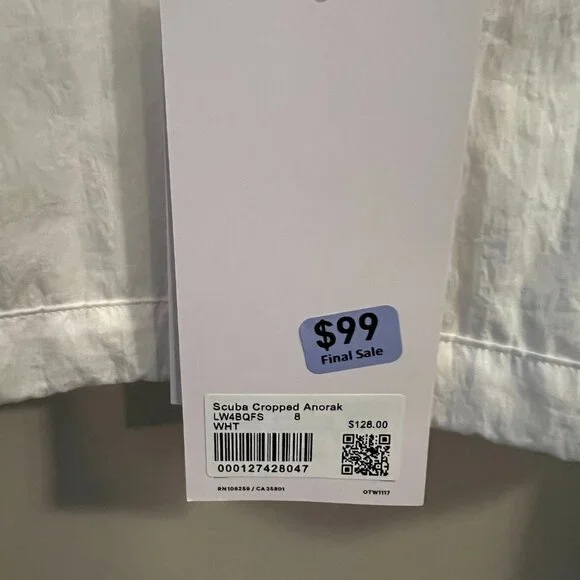 $99
Final Sale
Scuba Cropped Anorak
LW4BQFS 8
WHT $128.00
000127428047
RN106259 / CA35801 OTW1117